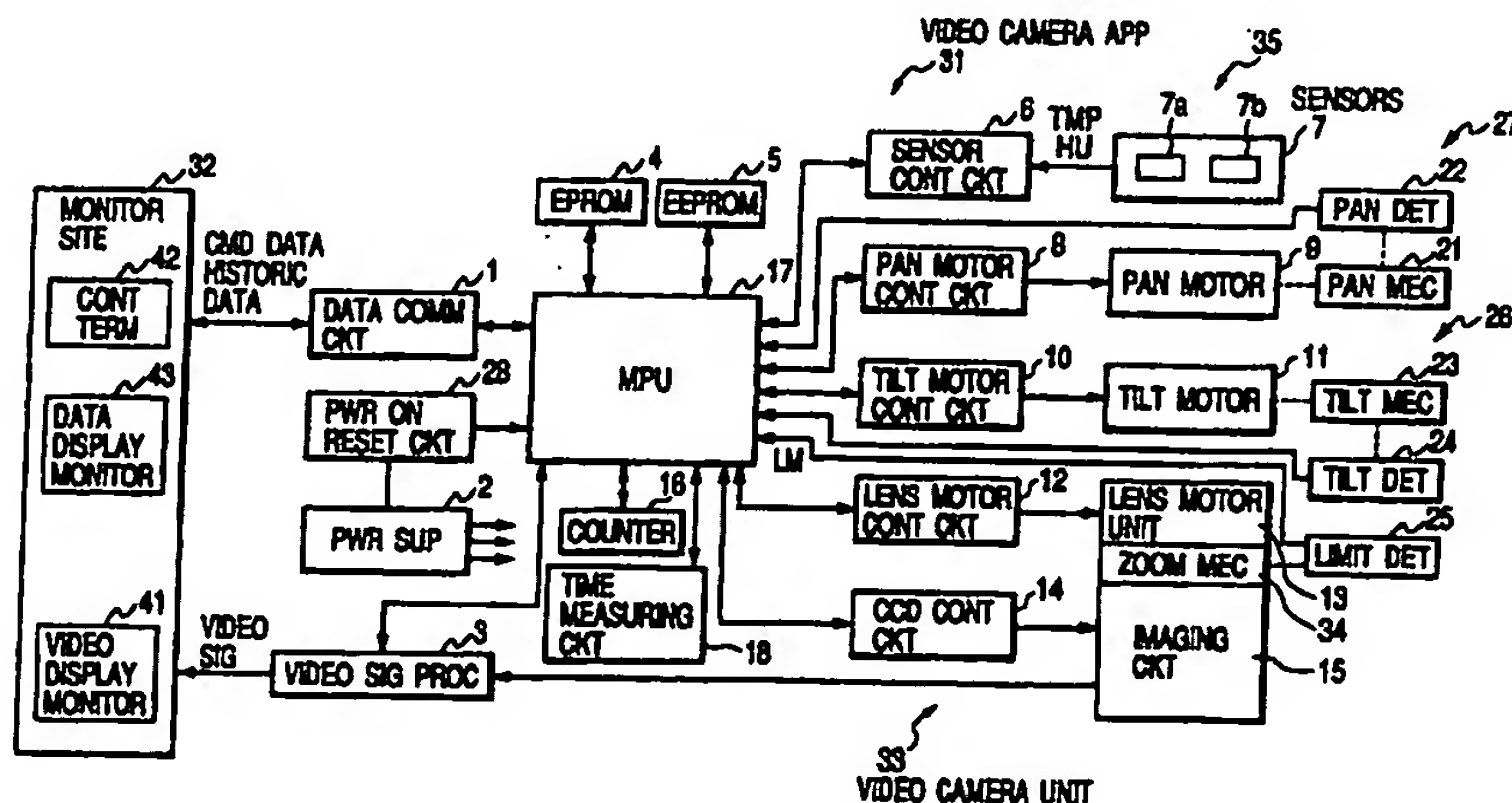 VIDEO CAMERA APP
31
35
6
7a
7b
SENSORS
7
27
32
4
5
SENSOR
CONT CKT
TMP
HU
22
PAN DET
MONITOR
SITE
EPROM
EEPROM
CMD DATA
HISTORIC
DATA
42
CONT
TERM
1
DATA COMM
CKT
17
MPU
PAN MOTOR
CONT CKT
8
PAN MOTOR
9
21
PAN MEC
26
43
DATA
DISPLAY
MONITOR
28
PWR ON
RESET CKT
TILT MOTOR
CONT CKT
10
TILT MOTOR
11
23
TILT MEC
24
TILT DET
LM
2
PWR SUP
16
COUNTER
LENS MOTOR
CONT CKT
12
LENS MOTOR
UNIT
25
LIMIT DET
ZOOM MEC
13
34
TIME
MEASURING
CKT
18
CCD CONT
CKT
14
IMAGING
CKT
15
41
VIDEO
DISPLAY
MONITOR
VIDEO
SIG
3
VIDEO SIG PROC
33
VIDEO CAMERA UNIT